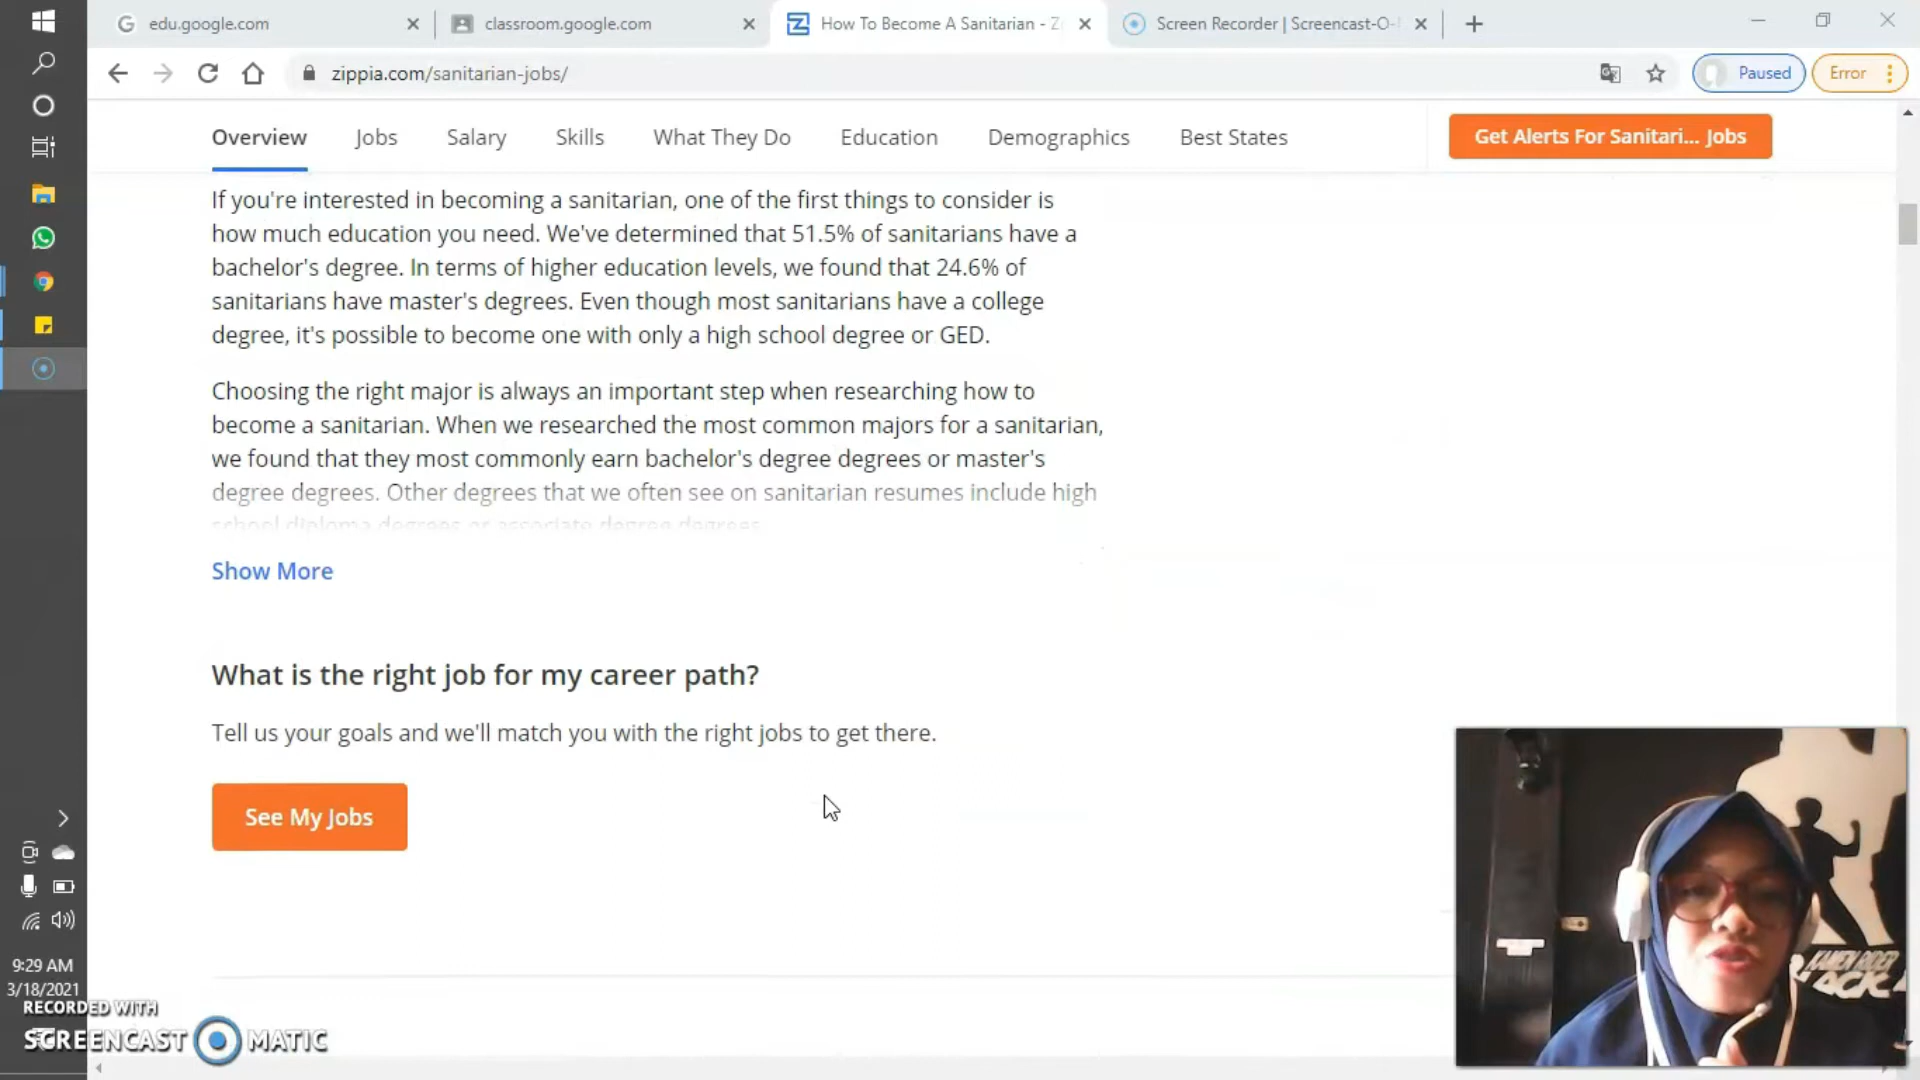 edu.google.com
classroom.google.com
How To Become A Sanitarian - Z
Screen Recorder | Screencast-O-
zippia.com/sanitarian-jobs/
Paused
Error
Overview
Jobs
Salary
Skills
What They Do
Education
Demographics
Best States
Get Alerts For Sanitari... Jobs
If you're interested in becoming a sanitarian, one of the first things to consider is
how much education you need. We've determined that 51.5% of sanitarians have a
bachelor's degree. In terms of higher education levels, we found that 24.6% of
sanitarians have master's degrees. Even though most sanitarians have a college
degree, it's possible to become one with only a high school degree or GED.
Choosing the right major is always an important step when researching how to
become a sanitarian. When we researched the most common majors for a sanitarian,
we found that they most commonly earn bachelor's degree degrees or master's
degree degrees. Other degrees that we often see on sanitarian resumes include high
school diploma degrees or associate degree degrees
Show More
What is the right job for my career path?
Tell us your goals and we'll match you with the right jobs to get there.
See My Jobs
KAMEN RIDER
9:29 AM
3/18/2021
RECORDED WITH
SCREENCAST MATIC